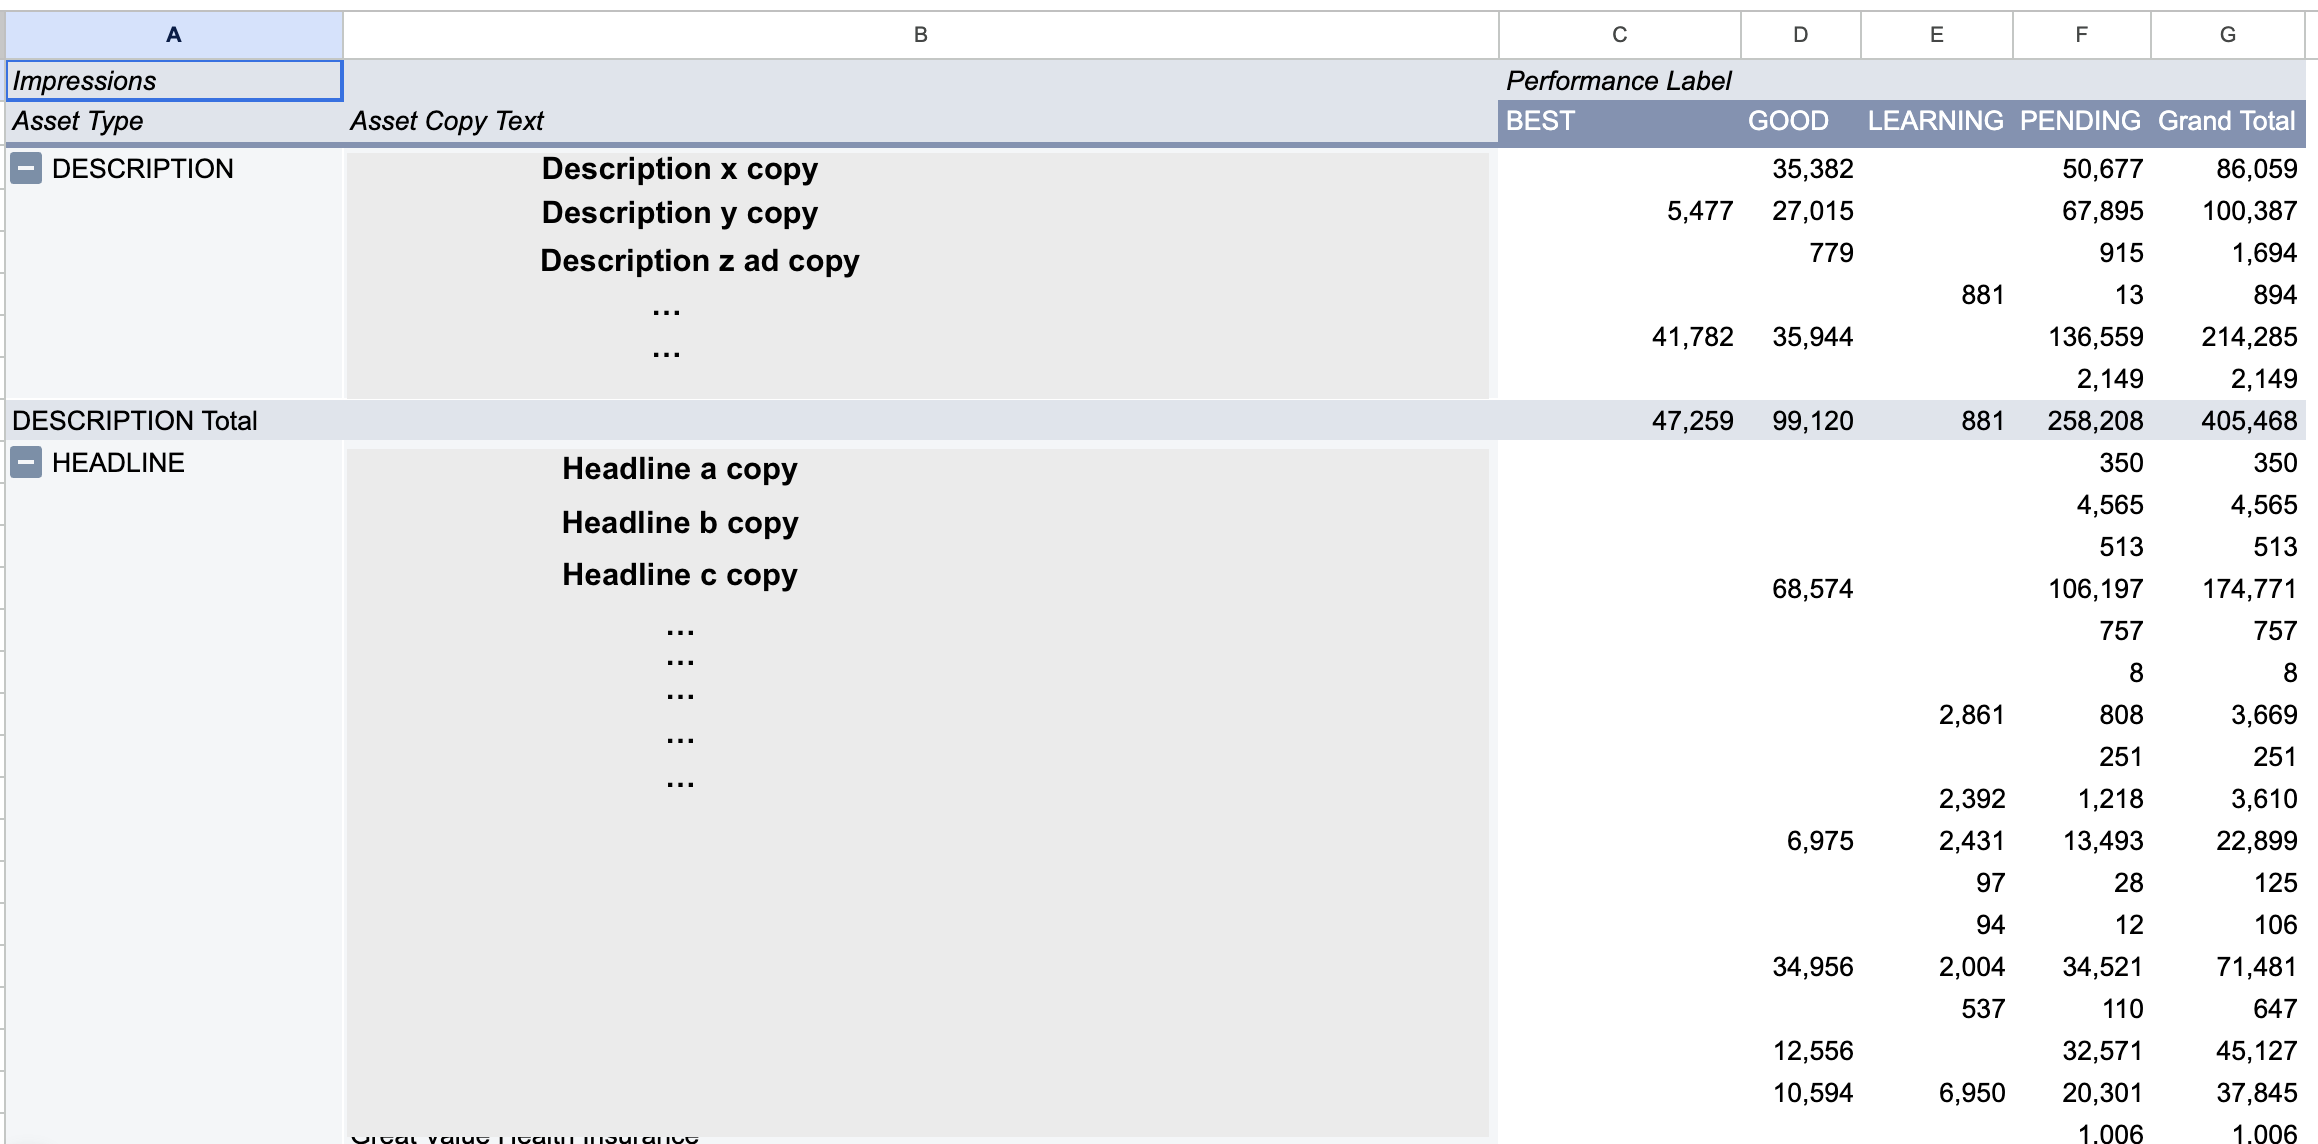 A B C D E F G
Impressions Performance Label
Asset Type Asset Copy Text BEST GOOD LEARNING PENDING Grand Total
DESCRIPTION Description x copy 35,382 50,677 86,059
Description y copy 5,477 27,015 67,895 100,387
Description z ad copy 779 915 1,694
... 881 13 894
... 41,782 35,944 136,559 214,285
2,149 2,149
DESCRIPTION Total 47,259 99,120 881 258,208 405,468
HEADLINE Headline a copy 350 350
Headline b copy 4,565 4,565
513 513
Headline c copy 68,574 106,197 174,771
... 757 757
... 8 8
... 2,861 808 3,669
... 251 251
... 2,392 1,218 3,610
6,975 2,431 13,493 22,899
97 28 125
94 12 106
34,956 2,004 34,521 71,481
537 110 647
12,556 32,571 45,127
10,594 6,950 20,301 37,845
Great Value Health Insurance 1,006 1,006